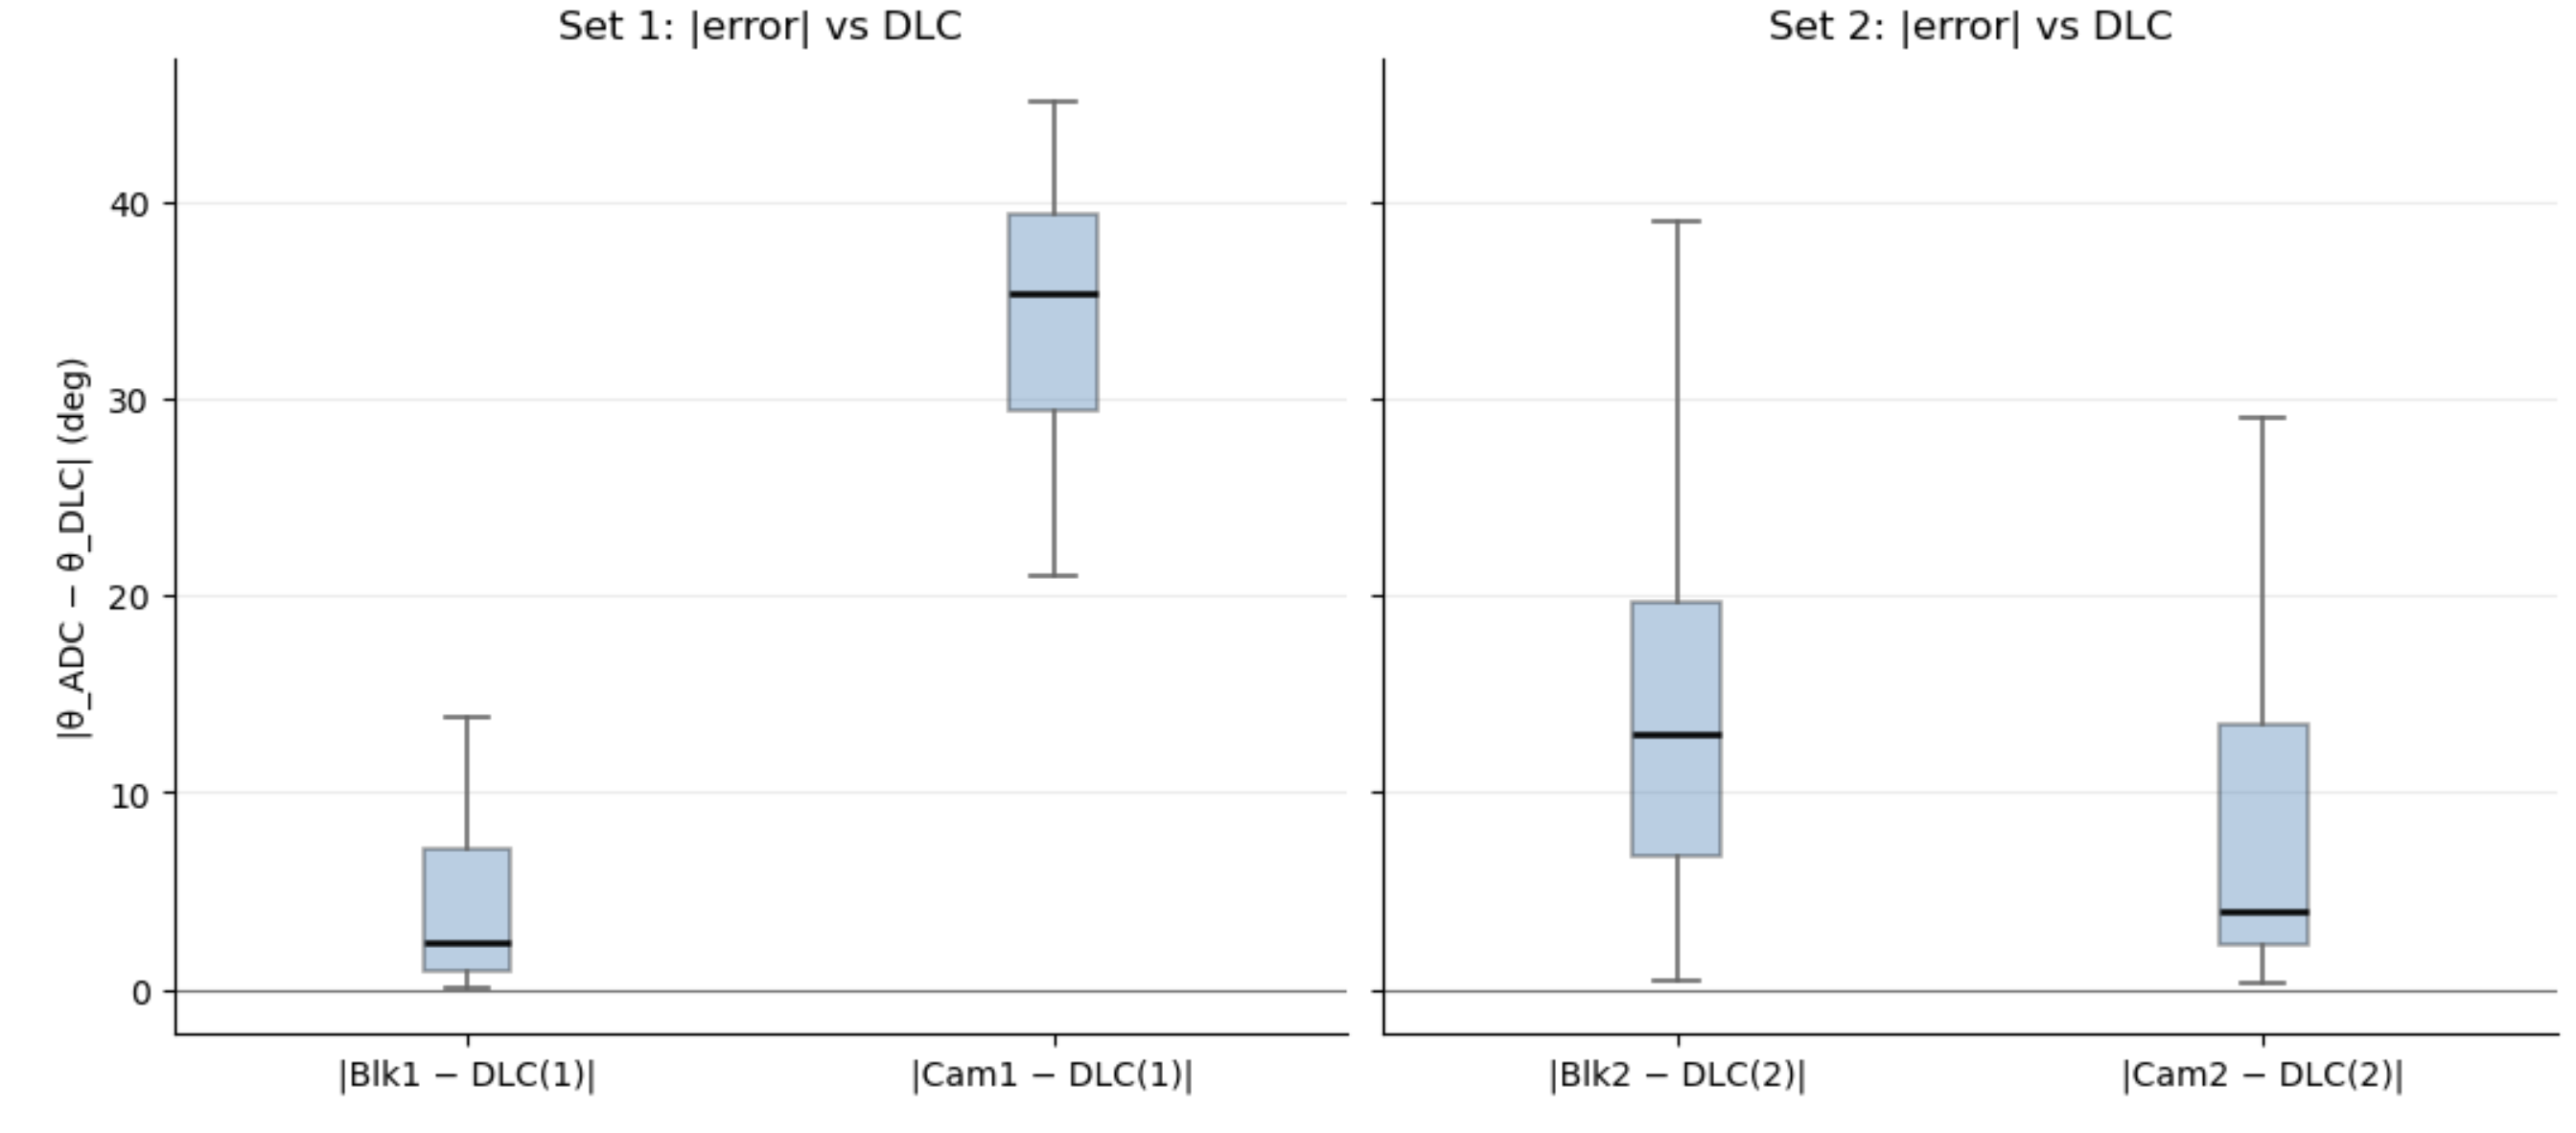 Set 1: |error| vs DLC
Set 2: |error| vs DLC
|θ_ADC − θ_DLC| (deg)
40
30
20
10
0
|Blk1 − DLC(1)|
|Cam1 − DLC(1)|
|Blk2 − DLC(2)|
|Cam2 − DLC(2)|